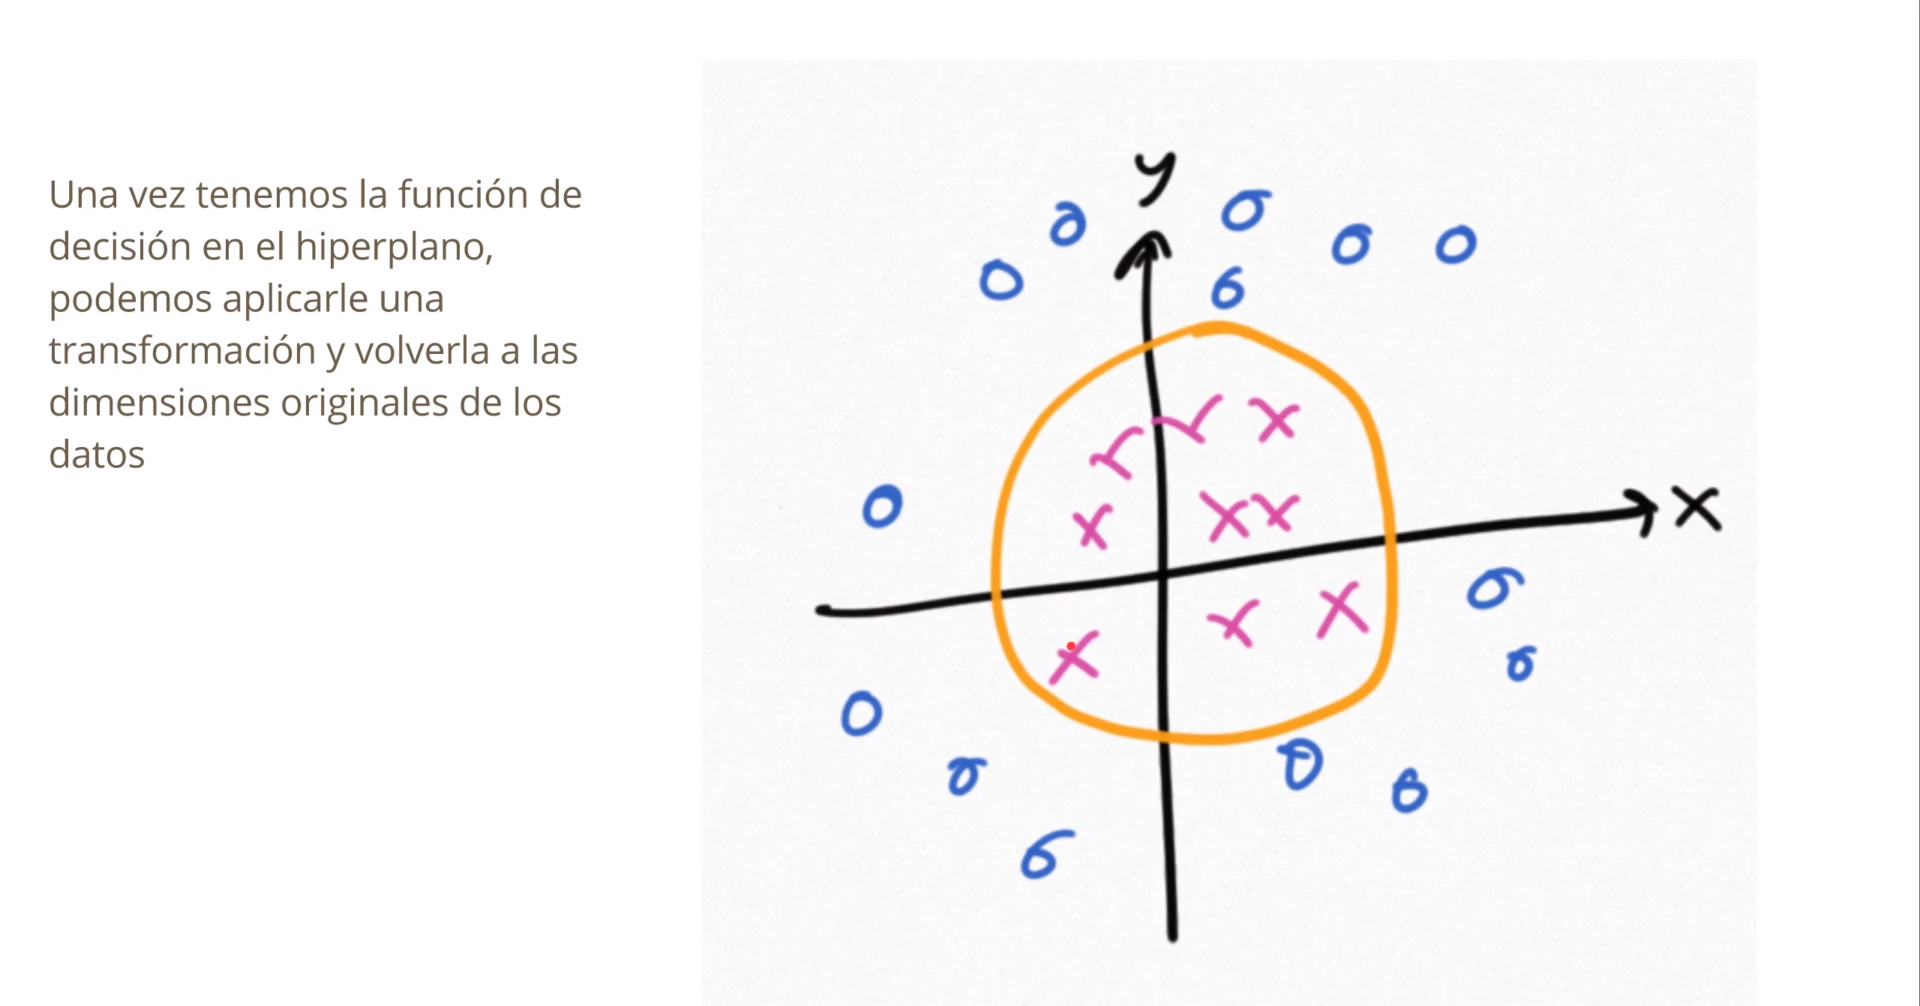 Una vez tenemos la función de
decisión en el hiperplano,
podemos aplicarle una
transformación y volverla a las
dimensiones originales de los
datos
y
x